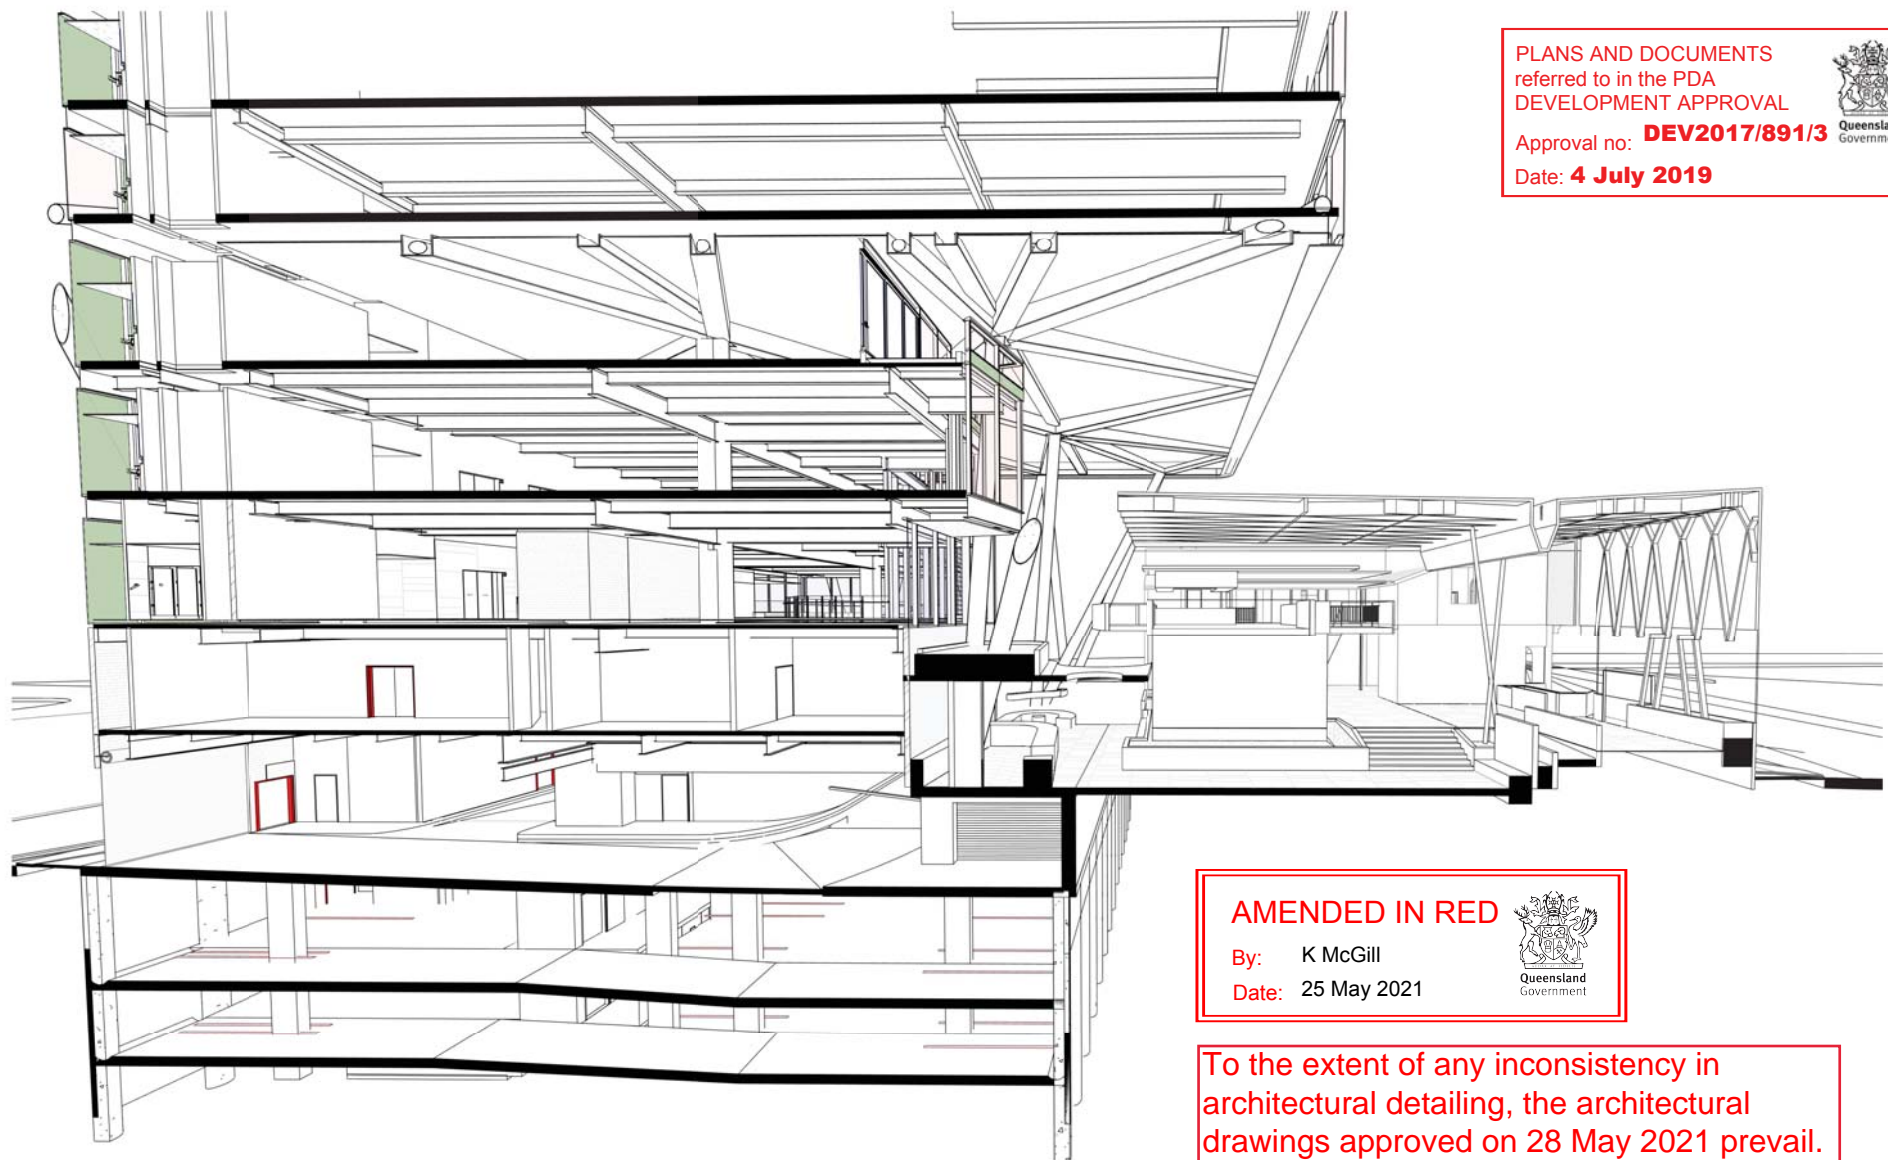 PLANS AND DOCUMENTS
referred to in the PDA
DEVELOPMENT APPROVAL
Approval no: DEV2017/891/3
Date: 4 July 2019
AMENDED IN RED
By: K McGill
Date: 25 May 2021
Queensland
Government
To the extent of any inconsistency in
architectural detailing, the architectural
drawings approved on 28 May 2021 prevail.